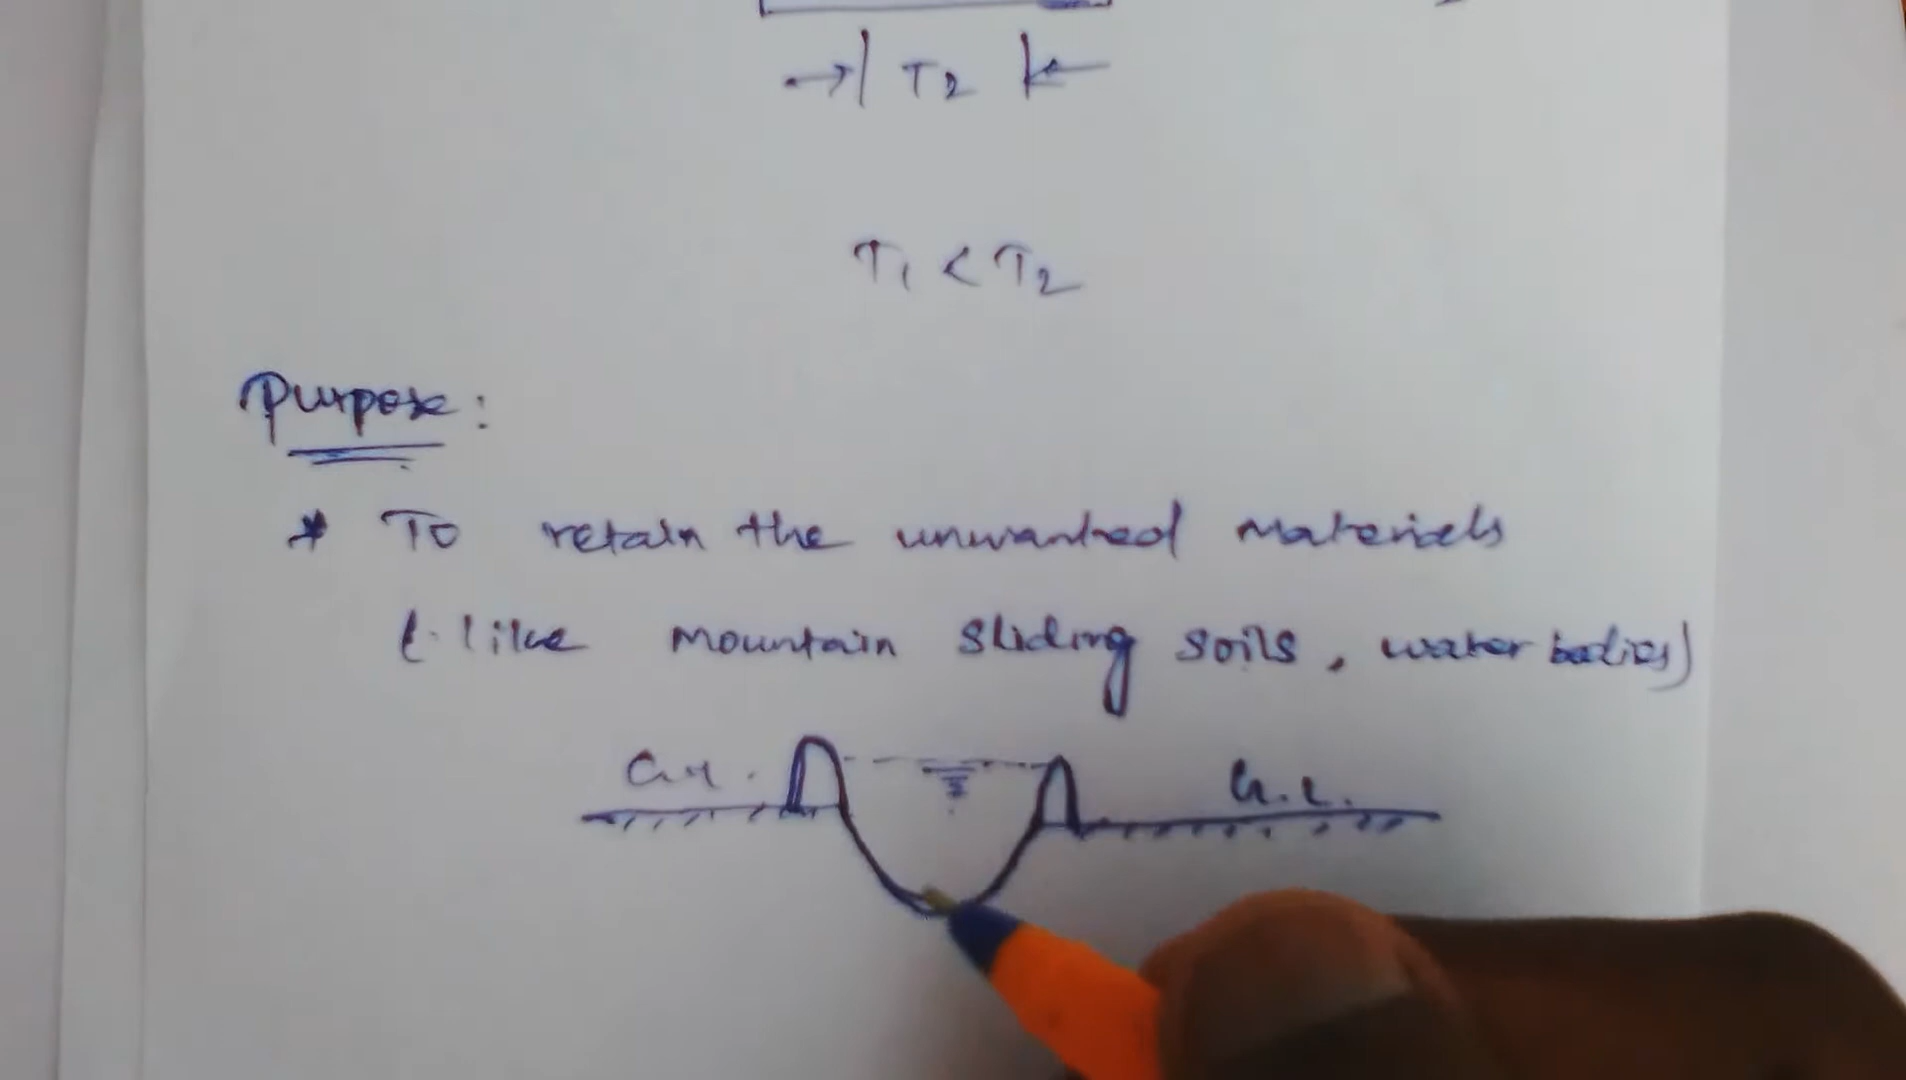 →| T2 |←
T1 < T2
Purpose :
* To retain the unwanted materials
(. like mountain sliding soils, water bodies)
G.L. G.L.